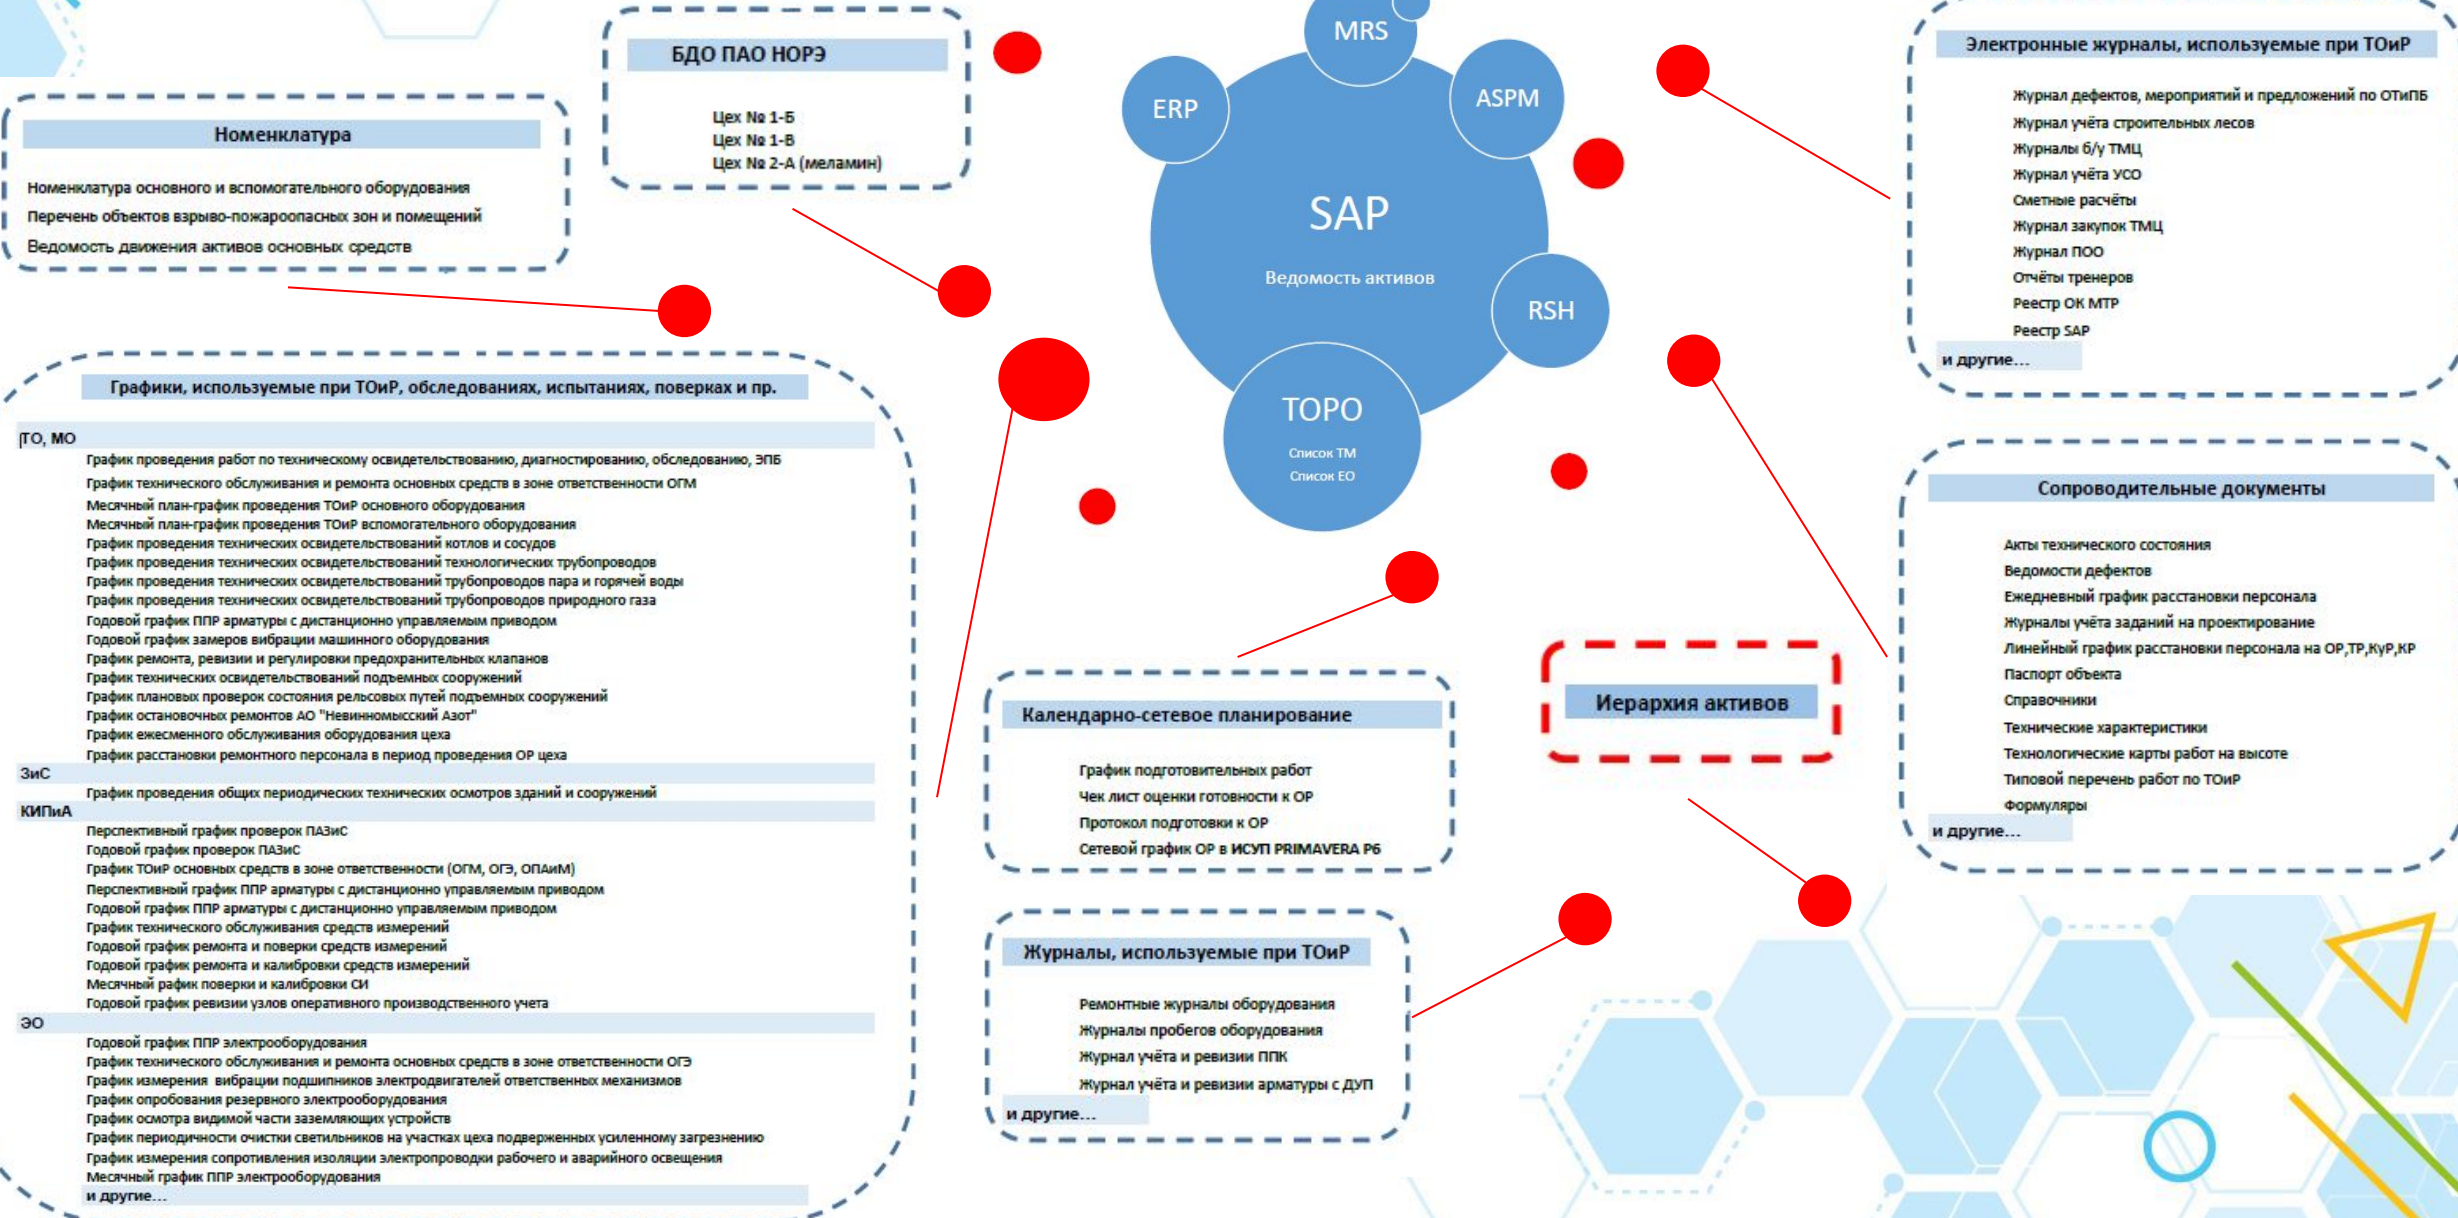 БДО ПАО НОРЭ
Цех № 1-Б
Цех № 1-В
Цех № 2-А (меламин)
Номенклатура
Номенклатура основного и вспомогательного оборудования
Перечень объектов взрыво-пожароопасных зон и помещений
Ведомость движения активов основных средств
MRS
ERP
ASPM
SAP
Ведомость активов
RSH
ТОРО
Список ТМ
Список ЕО
Электронные журналы, используемые при ТОиР
Журнал дефектов, мероприятий и предложений по ОТиПБ
Журнал учёта строительных лесов
Журналы б/у ТМЦ
Журнал учёта УСО
Сметные расчёты
Журнал закупок ТМЦ
Журнал ПОО
Отчёты тренеров
Реестр ОК МТР
Реестр SAP
и другие...
Графики, используемые при ТОиР, обследованиях, испытаниях, поверках и пр.
ТО, МО
График проведения работ по техническому освидетельствованию, диагностированию, обследованию, ЭПБ
График технического обслуживания и ремонта основных средств в зоне ответственности ОГМ
Месячный план-график проведения ТОиР основного оборудования
Месячный план-график проведения ТОиР вспомогательного оборудования
График проведения технических освидетельствований котлов и сосудов
График проведения технических освидетельствований технологических трубопроводов
График проведения технических освидетельствований трубопроводов пара и горячей воды
График проведения технических освидетельствований трубопроводов природного газа
Годовой график ППР арматуры с дистанционно управляемым приводом
Годовой график замеров вибрации машинного оборудования
График ремонта, ревизии и регулировки предохранительных клапанов
График технических освидетельствований подъемных сооружений
График плановых проверок состояния рельсовых путей подъемных сооружений
График остановочных ремонтов АО "Невинномысский Азот"
График ежесменного обслуживания оборудования цеха
График расстановки ремонтного персонала в период проведения ОР цеха
ЗиС
График проведения общих периодических технических осмотров зданий и сооружений
КИПиА
Перспективный график проверок ПАЗиС
Годовой график проверок ПАЗиС
График ТОиР основных средств в зоне ответственности (ОГМ, ОГЭ, ОПАиМ)
Перспективный график ППР арматуры с дистанционно управляемым приводом
Годовой график ППР арматуры с дистанционно управляемым приводом
График технического обслуживания средств измерений
Годовой график ремонта и поверки средств измерений
Годовой график ремонта и калибровки средств измерений
Месячный рафик поверки и калибровки СИ
Годовой график ревизии узлов оперативного производственного учета
ЭО
Годовой график ППР электрооборудования
График технического обслуживания и ремонта основных средств в зоне ответственности ОГЭ
График измерения вибрации подшипников электродвигателей ответственных механизмов
График опробования резервного электрооборудования
График осмотра видимой части заземляющих устройств
График периодичности очистки светильников на участках цеха подверженных усиленному загрезнению
График измерения сопротивления изоляции электропроводки рабочего и аварийного освещения
Месячный график ППР электрооборудования
и другие...
Календарно-сетевое планирование
График подготовительных работ
Чек лист оценки готовности к ОР
Протокол подготовки к ОР
Сетевой график ОР в ИСУП PRIMAVERA P6
Журналы, используемые при ТОиР
Ремонтные журналы оборудования
Журналы пробегов оборудования
Журнал учёта и ревизии ППК
Журнал учёта и ревизии арматуры с ДУП
и другие...
Иерархия активов
Сопроводительные документы
Акты технического состояния
Ведомости дефектов
Ежедневный график расстановки персонала
Журналы учёта заданий на проектирование
Линейный график расстановки персонала на ОР,ТР,КуР,КР
Паспорт объекта
Справочники
Технические характеристики
Технологические карты работ на высоте
Типовой перечень работ по ТОиР
Формуляры
и другие...